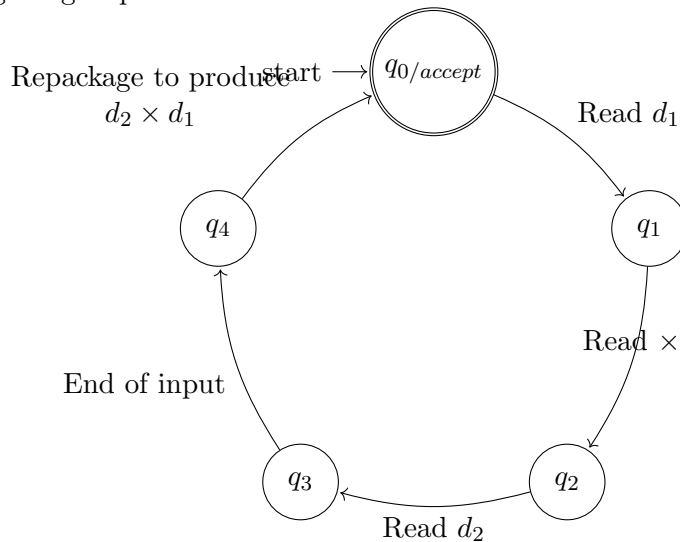 start
q0/accept
Repackage to produce
d2 × d1
Read d1
q4
q1
Read ×
End of input
q3
q2
Read d2